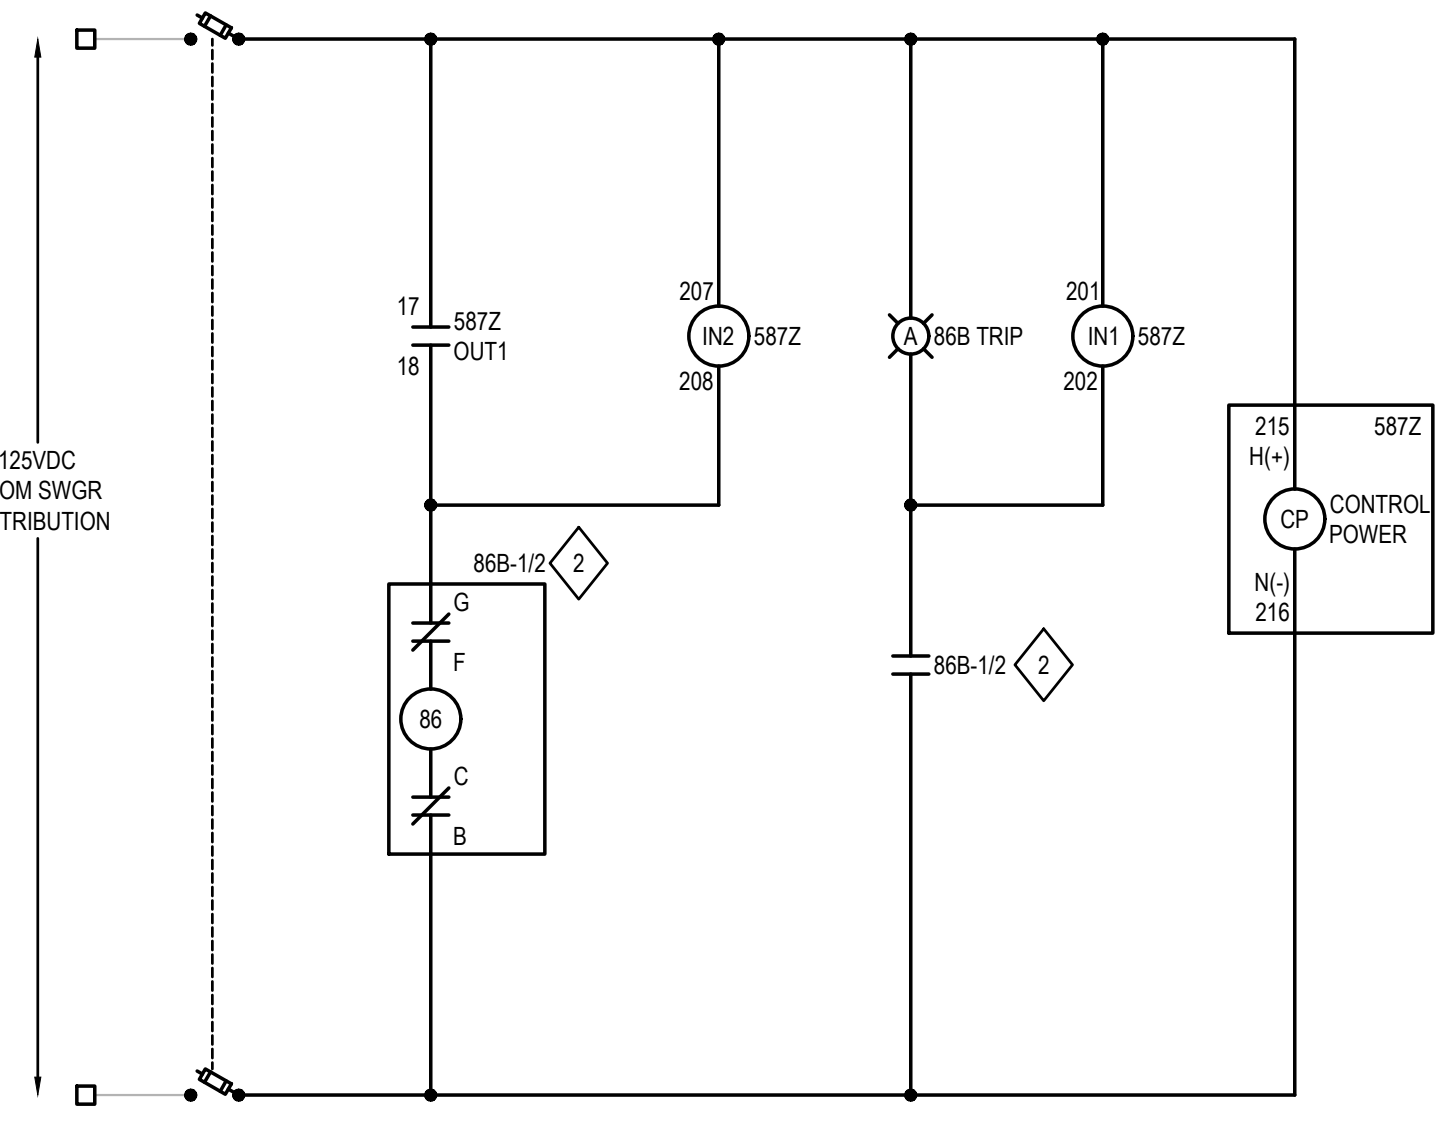 125VDC
OM SWGR
TRIBUTION
17
587Z
OUT1
18
207
IN2
587Z
208
A
86B TRIP
201
IN1
587Z
202
215
587Z
H(+)
CP
CONTROL
POWER
N(-)
216
86B-1/2
2
G
F
86
C
B
86B-1/2
2